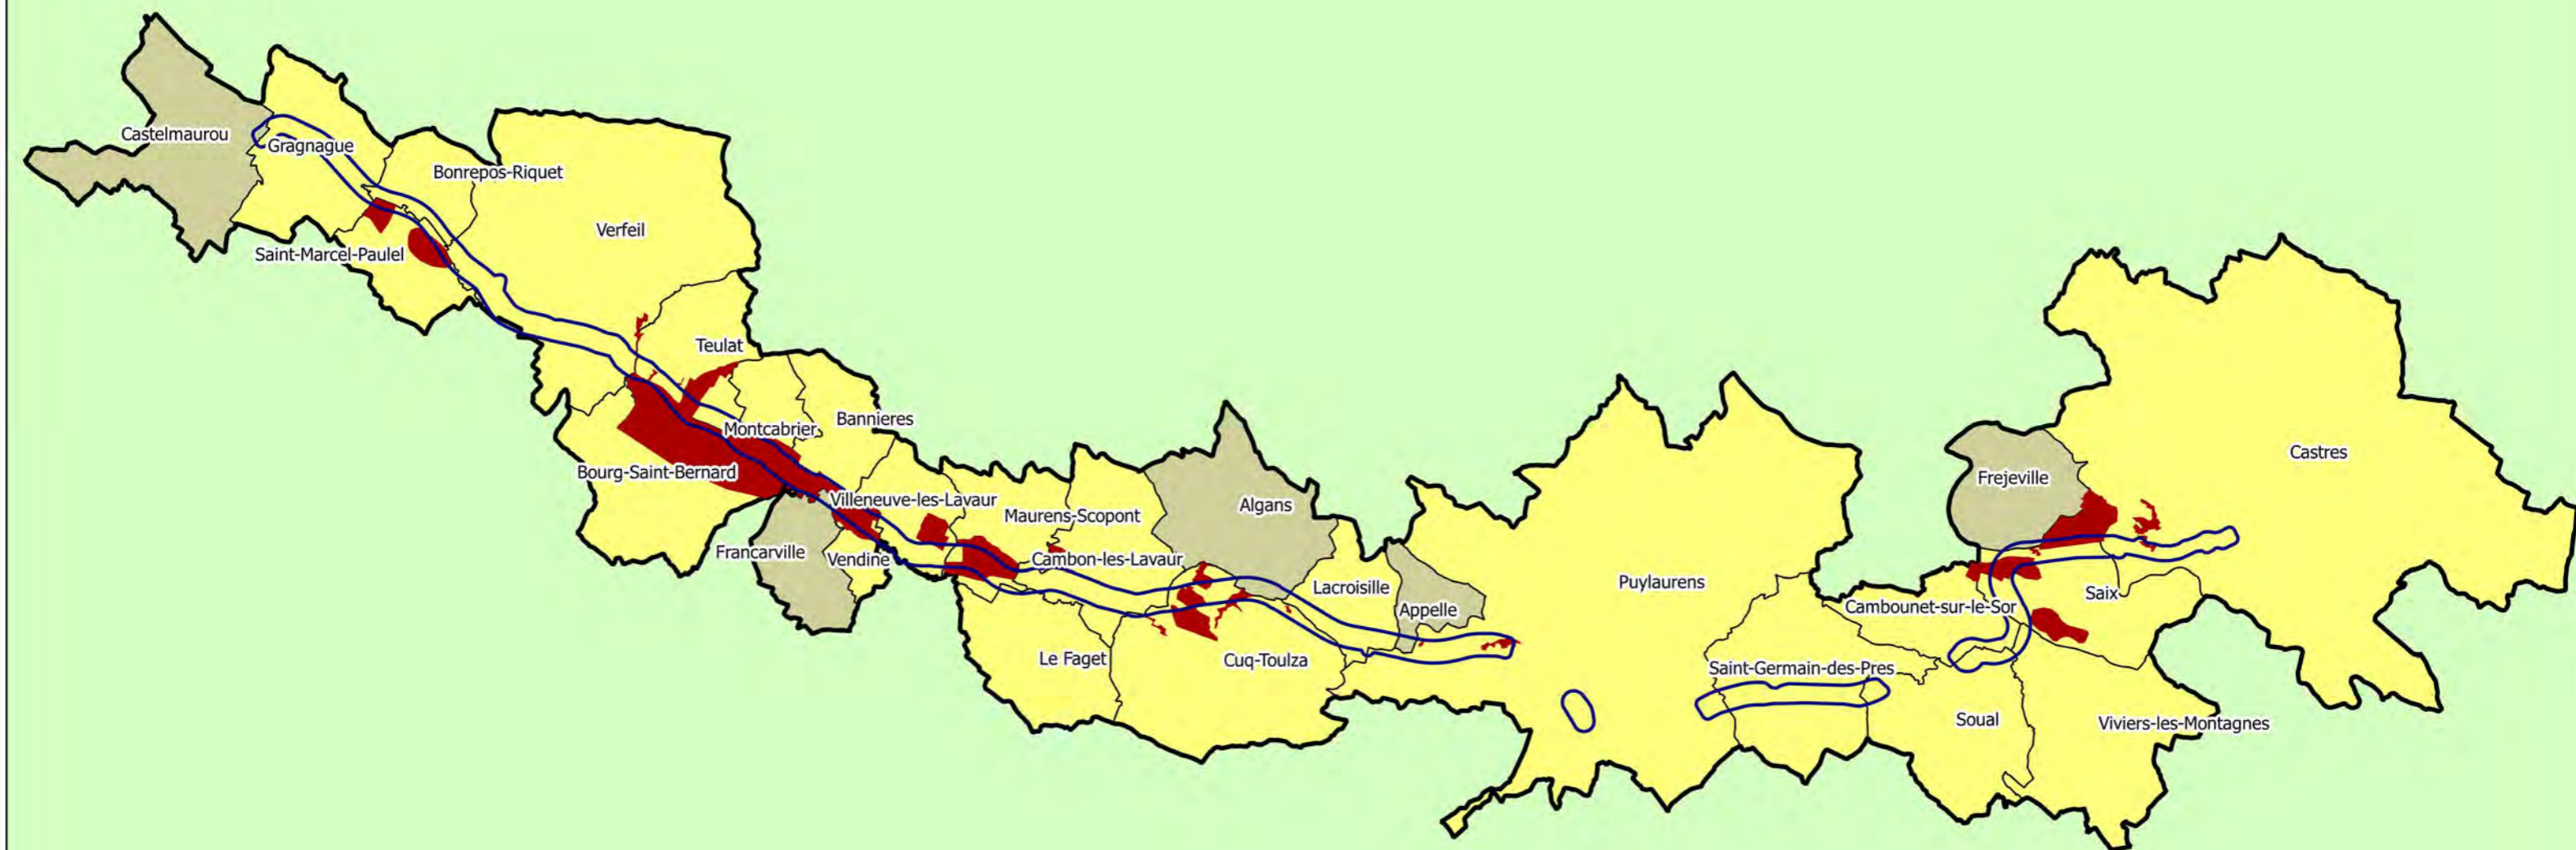 Castelmaurou
Gragnague
Bonrepos-Riquet
Verfeil
Saint-Marcel-Paulel
Teulat
Bannieres
Montcabrier
Bourg-Saint-Bernard
Villeneuve-les-Lavaur
Maurens-Scopont
Algans
Francarville
Vendine
Cambon-les-Lavaur
Lacroisille
Appelle
Puylaurens
Le Faget
Cuq-Toulza
Castres
Frejeville
Saix
Cambounet-sur-le-Sor
Saint-Germain-des-Pres
Soual
Viviers-les-Montagnes